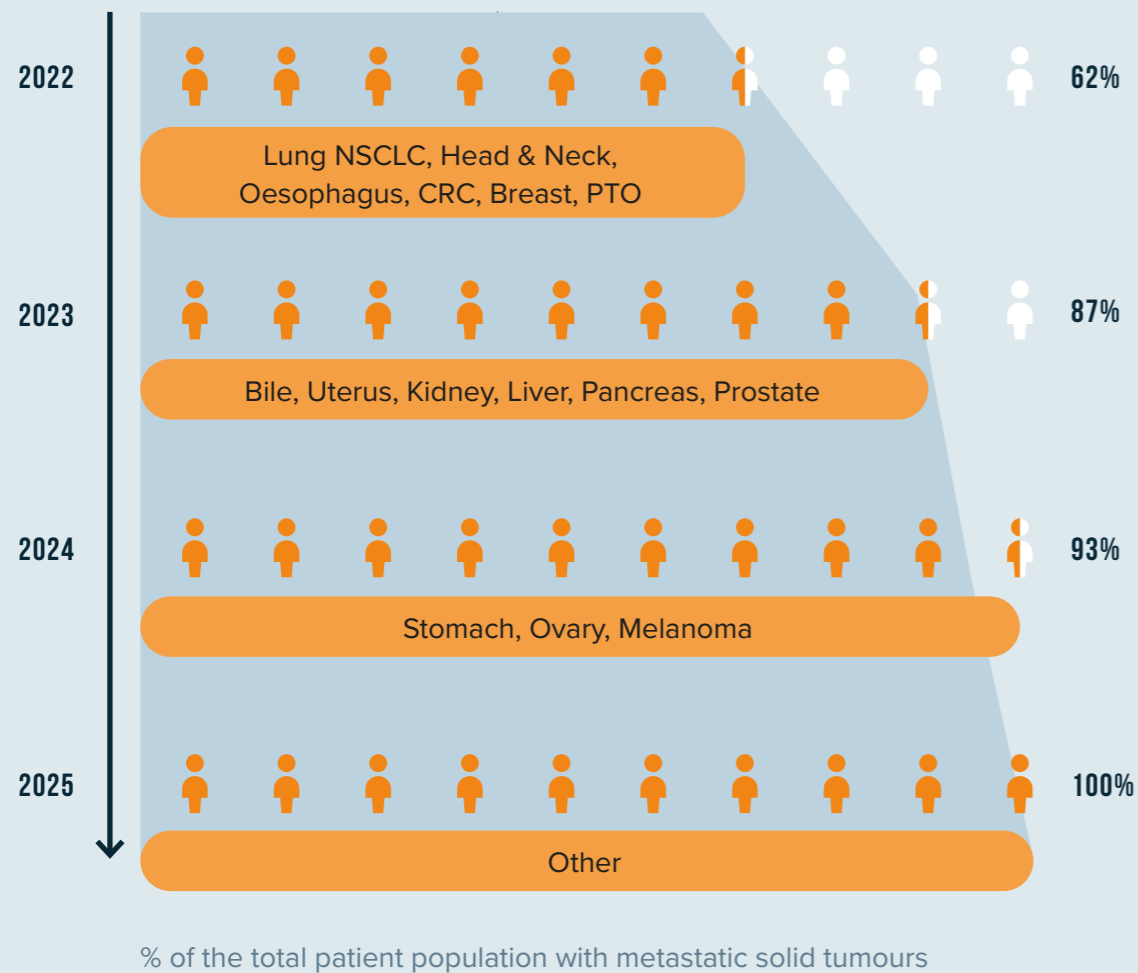 2022
62%
Lung NSCLC, Head & Neck,
Oesophagus, CRC, Breast, PTO
2023
87%
Bile, Uterus, Kidney, Liver, Pancreas, Prostate
2024
93%
Stomach, Ovary, Melanoma
2025
100%
Other
% of the total patient population with metastatic solid tumours